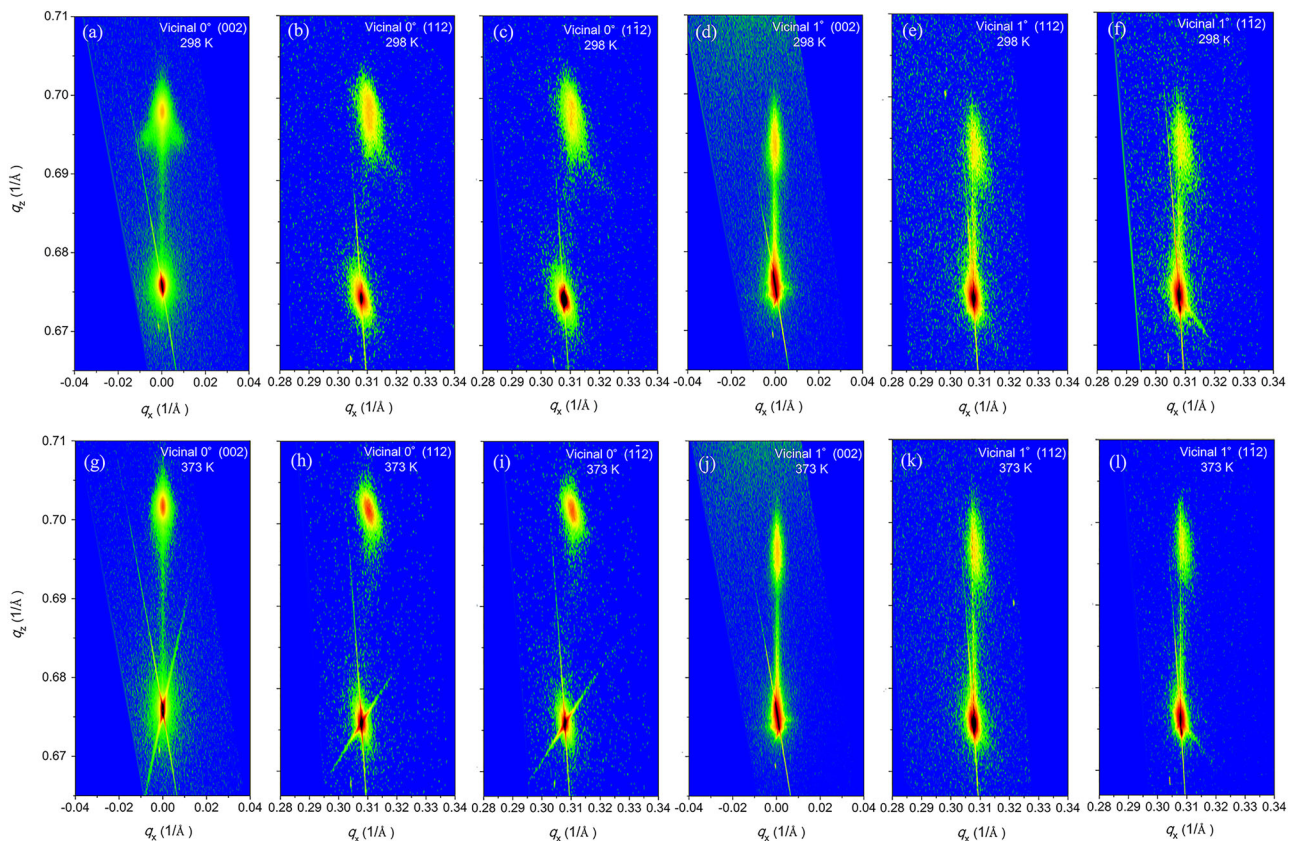 (a) Vicinal 0° (002)
298 K
(b) Vicinal 0° (112)
298 K
(c) Vicinal 0° (11̄2)
298 K
(d) Vicinal 1° (002)
298 K
(e) Vicinal 1° (112)
298 K
(f) Vicinal 1° (11̄2)
298 K
0.71
0.70
0.69
0.68
0.67
qz (1/Å)
-0.04 -0.02 0.00 0.02 0.04
0.28 0.29 0.30 0.31 0.32 0.33 0.34
0.28 0.29 0.30 0.31 0.32 0.33 0.34
-0.04 -0.02 0.00 0.02 0.04
0.28 0.29 0.30 0.31 0.32 0.33 0.34
0.28 0.29 0.30 0.31 0.32 0.33 0.34
qx (1/Å)
qx (1/Å)
qx (1/Å)
qx (1/Å)
qx (1/Å)
qx (1/Å)
(g) Vicinal 0° (002)
373 K
(h) Vicinal 0° (112)
373 K
(i) Vicinal 0° (11̄2)
373 K
(j) Vicinal 1° (002)
373 K
(k) Vicinal 1° (112)
373 K
(l) Vicinal 1° (11̄2)
373 K
0.71
0.70
0.69
0.68
0.67
qz (1/Å)
-0.04 -0.02 0.00 0.02 0.04
0.28 0.29 0.30 0.31 0.32 0.33 0.34
0.28 0.29 0.30 0.31 0.32 0.33 0.34
-0.04 -0.02 0.00 0.02 0.04
0.28 0.29 0.30 0.31 0.32 0.33 0.34
0.28 0.29 0.30 0.31 0.32 0.33 0.34
qx (1/Å)
qx (1/Å)
qx (1/Å)
qx (1/Å)
qx (1/Å)
qx (1/Å)